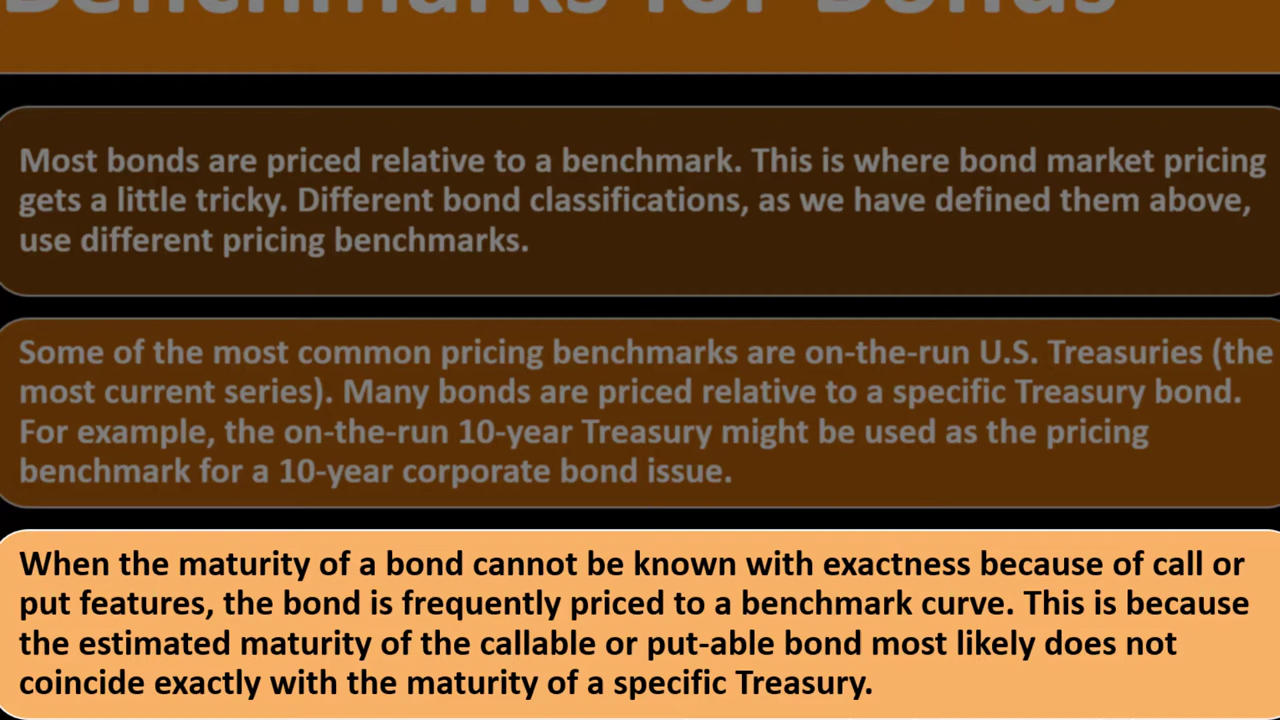 Benchmarks for Bonds
Most bonds are priced relative to a benchmark. This is where bond market pricing
gets a little tricky. Different bond classifications, as we have defined them above,
use different pricing benchmarks.
Some of the most common pricing benchmarks are on-the-run U.S. Treasuries (the
most current series). Many bonds are priced relative to a specific Treasury bond.
For example, the on-the-run 10-year Treasury might be used as the pricing
benchmark for a 10-year corporate bond issue.
When the maturity of a bond cannot be known with exactness because of call or
put features, the bond is frequently priced to a benchmark curve. This is because
the estimated maturity of the callable or put-able bond most likely does not
coincide exactly with the maturity of a specific Treasury.